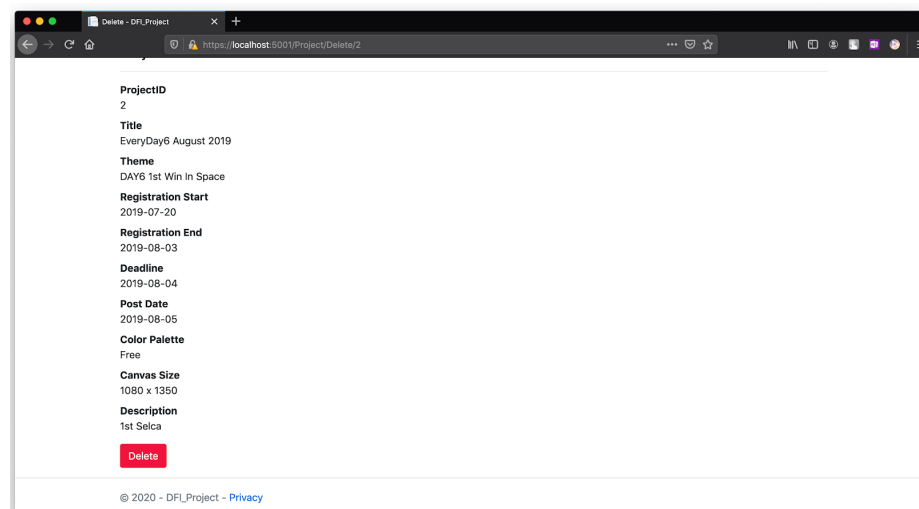 Delete - DFI_Project
https://localhost:5001/Project/Delete/2
ProjectID
2
Title
EveryDay6 August 2019
Theme
DAY6 1st Win In Space
Registration Start
2019-07-20
Registration End
2019-08-03
Deadline
2019-08-04
Post Date
2019-08-05
Color Palette
Free
Canvas Size
1080 x 1350
Description
1st Selca
Delete
© 2020 - DFI_Project - Privacy